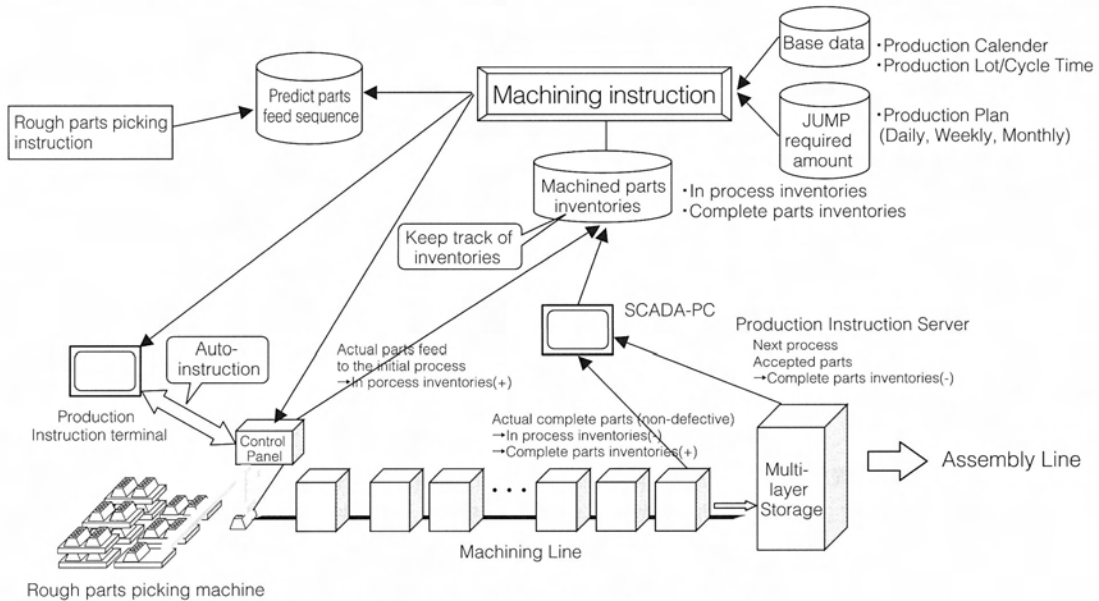 Base data
・Production Calender
・Production Lot/Cycle Time
Machining instruction
Predict parts
feed sequence
Rough parts picking
instruction
JUMP
required
amount
・Production Plan
(Daily, Weekly, Monthly)
Machined parts
inventories
・In process inventories
・Complete parts inventories
Keep track of
inventories
SCADA-PC
Production Instruction Server
Next process
Accepted parts
→Complete parts inventories(-)
Auto-
instruction
Actual parts feed
to the initial process
→In porcess inventories(+)
Production
Instruction terminal
Control
Panel
Actual complete parts (non-defective)
→In process inventories(-)
→Complete parts inventories(+)
Multi-
layer
Storage
Assembly Line
Machining Line
Rough parts picking machine